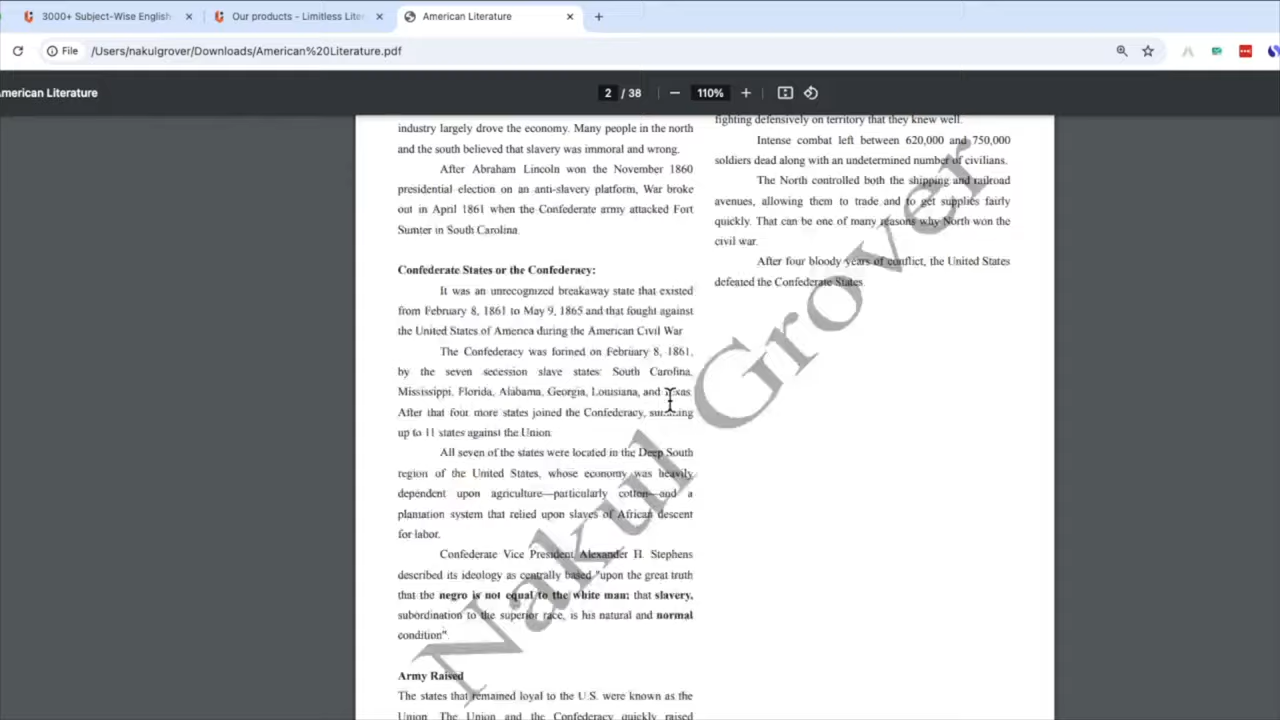 3000+ Subject-Wise English
Our products - Limitless Lite
American Literature
File
/Users/nakulgrover/Downloads/American%20Literature.pdf
merican Literature
2 / 38
110%
industry largely drove the economy. Many people in the north
and the south believed that slavery was immoral and wrong.
After Abraham Lincoln won the November 1860
presidential election on an anti-slavery platform, War broke
out in April 1861 when the Confederate army attacked Fort
Sumter in South Carolina.
Confederate States or the Confederacy:
It was an unrecognized breakaway state that existed
from February 8, 1861 to May 9, 1865 and that fought against
the United States of America during the American Civil War
The Confederacy was formed on February 8, 1861,
by the seven secession slave states: South Carolina,
Mississippi, Florida, Alabama, Georgia, Louisiana, and Texas.
After that four more states joined the Confederacy, summing
up to 11 states against the Union.
All seven of the states were located in the Deep South
region of the United States, whose economy was heavily
dependent upon agriculture—particularly cotton—and a
plantation system that relied upon slaves of African descent
for labor.
Confederate Vice President Alexander H. Stephens
described its ideology as centrally based "upon the great truth
that the negro is not equal to the white man; that slavery,
subordination to the superior race, is his natural and normal
condition".
Army Raised
The states that remained loyal to the U.S. were known as the
Union. The Union and the Confederacy quickly raised
fighting defensively on territory that they knew well.
Intense combat left between 620,000 and 750,000
soldiers dead along with an undetermined number of civilians.
The North controlled both the shipping and railroad
avenues, allowing them to trade and to get supplies fairly
quickly. That can be one of many reasons why North won the
civil war.
After four bloody years of conflict, the United States
defeated the Confederate States.
Nakul Grover